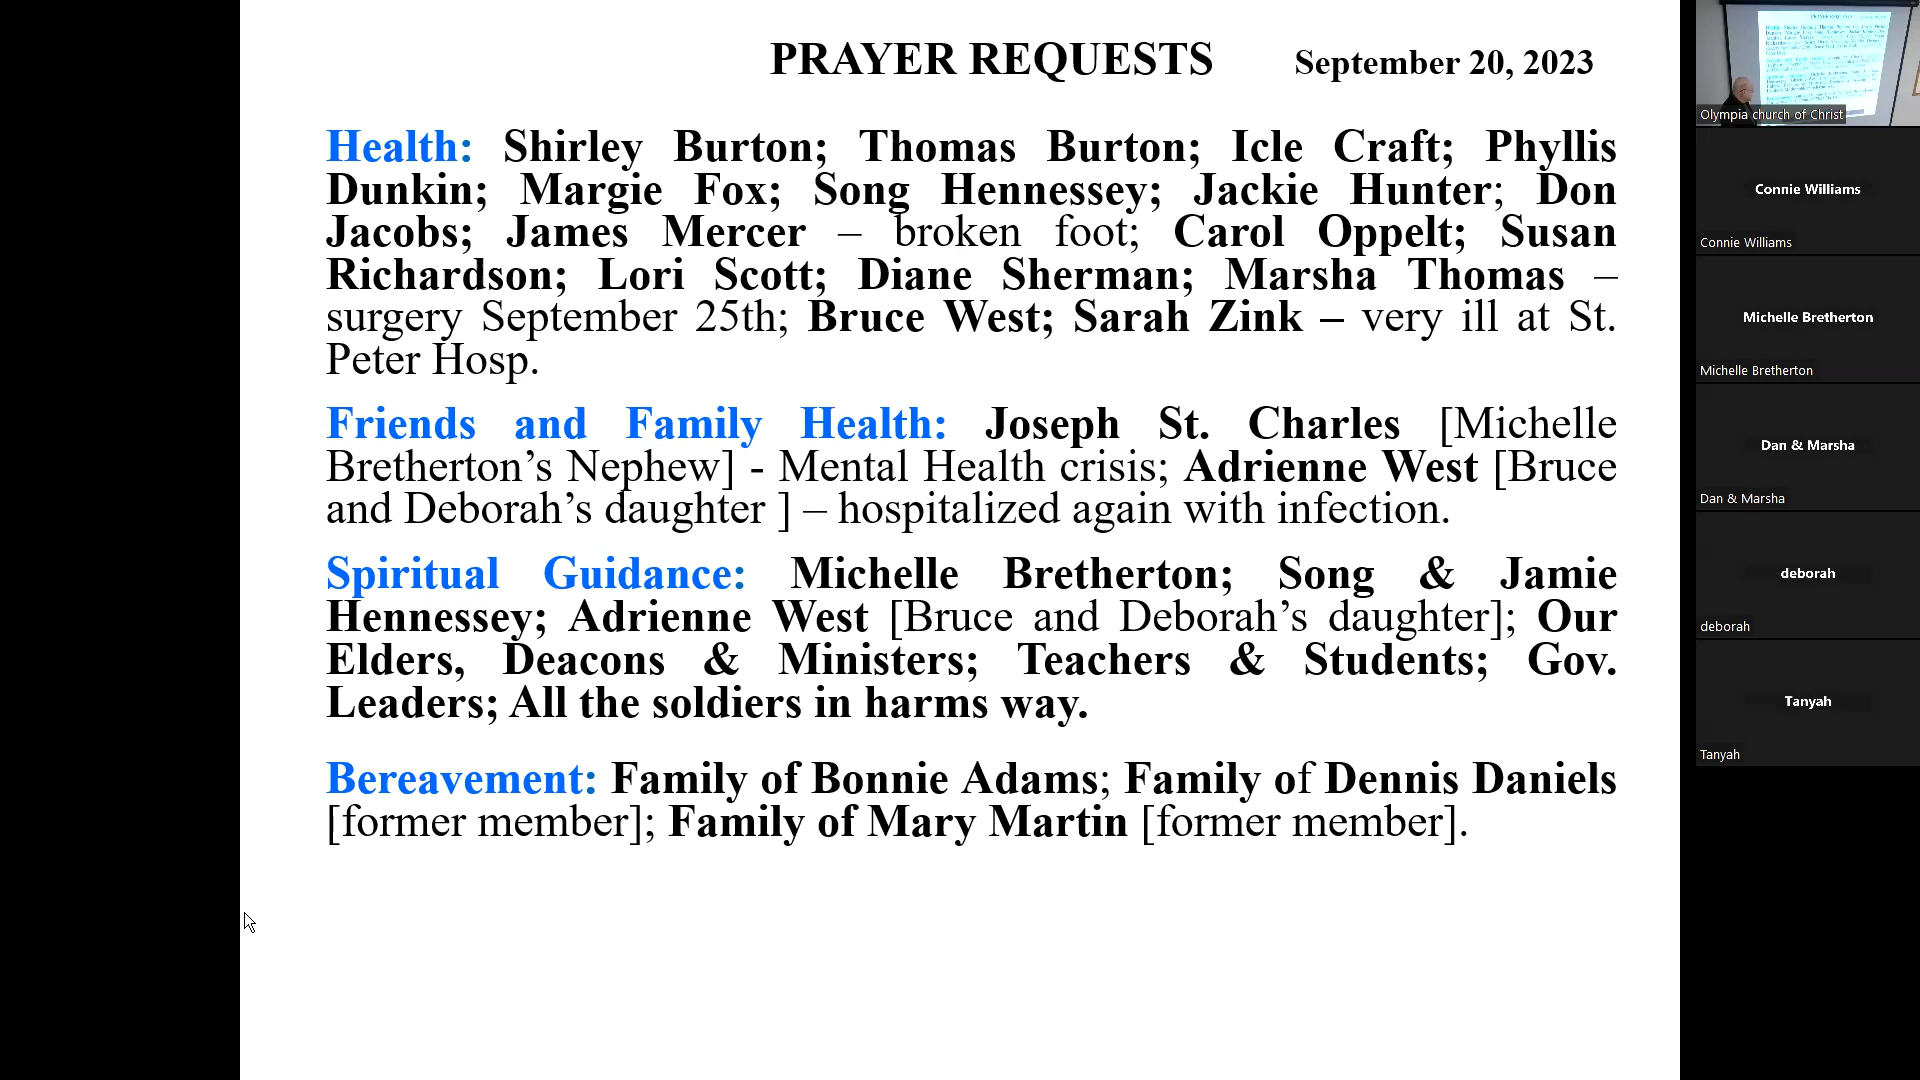 PRAYER REQUESTS September 20, 2023
Health: Shirley Burton; Thomas Burton; Icle Craft; Phyllis
Dunkin; Margie Fox; Song Hennessey; Jackie Hunter; Don
Jacobs; James Mercer – broken foot; Carol Oppelt; Susan
Richardson; Lori Scott; Diane Sherman; Marsha Thomas –
surgery September 25th; Bruce West; Sarah Zink – very ill at St.
Peter Hosp.
Friends and Family Health: Joseph St. Charles [Michelle
Bretherton’s Nephew] - Mental Health crisis; Adrienne West [Bruce
and Deborah’s daughter ] – hospitalized again with infection.
Spiritual Guidance: Michelle Bretherton; Song & Jamie
Hennessey; Adrienne West [Bruce and Deborah’s daughter]; Our
Elders, Deacons & Ministers; Teachers & Students; Gov.
Leaders; All the soldiers in harms way.
Bereavement: Family of Bonnie Adams; Family of Dennis Daniels
[former member]; Family of Mary Martin [former member].
PRAYER REQUESTS
Olympia church of Christ
Connie Williams
Connie Williams
Michelle Bretherton
Michelle Bretherton
Dan & Marsha
Dan & Marsha
deborah
deborah
Tanyah
Tanyah